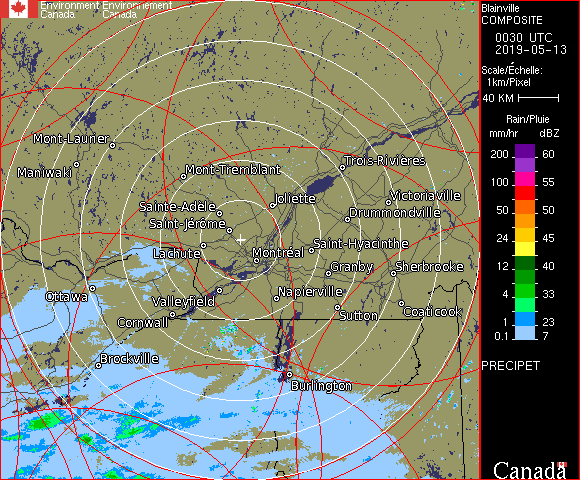 Environment Environnement
Canada Canada
Blainville
COMPOSITE
0030 UTC
2019-05-13
Scale/Échelle:
1km/Pixel
40 KM
Rain/Pluie
mm/hr dBZ
200 60
100 55
50 50
24 45
12 40
4 33
1 23
0.1 7
PRECIPET
Canada
Mont-Laurier
Maniwaki
Mont-Tremblant
Trois-Rivières
Joliette
Victoriaville
Sainte-Adèle
Drummondville
Saint-Jérôme
Saint-Hyacinthe
Lachute
Montréal
Granby
Sherbrooke
Ottawa
Valleyfield
Napierville
Cornwall
Sutton
Coaticook
Brockville
Burlington